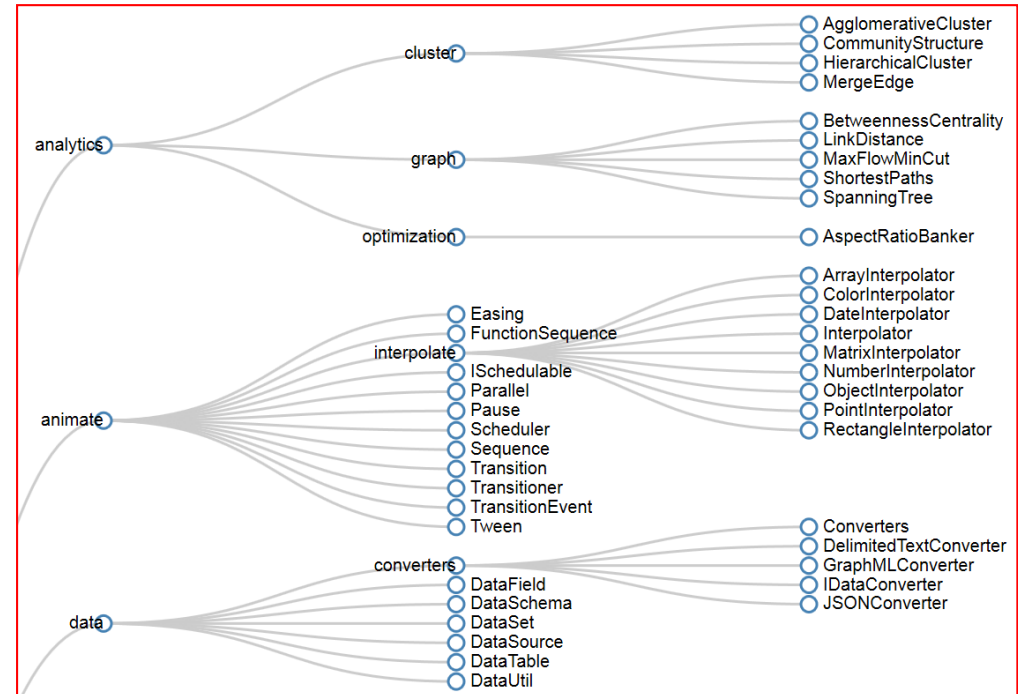 analytics
cluster
AgglomerativeCluster
CommunityStructure
HierarchicalCluster
MergeEdge
graph
BetweennessCentrality
LinkDistance
MaxFlowMinCut
ShortestPaths
SpanningTree
optimization
AspectRatioBanker
animate
Easing
FunctionSequence
interpolate
ArrayInterpolator
ColorInterpolator
DateInterpolator
Interpolator
MatrixInterpolator
NumberInterpolator
ObjectInterpolator
PointInterpolator
RectangleInterpolator
ISchedulable
Parallel
Pause
Scheduler
Sequence
Transition
Transitioner
TransitionEvent
Tween
data
converters
Converters
DelimitedTextConverter
GraphMLConverter
IDataConverter
JSONConverter
DataField
DataSchema
DataSet
DataSource
DataTable
DataUtil